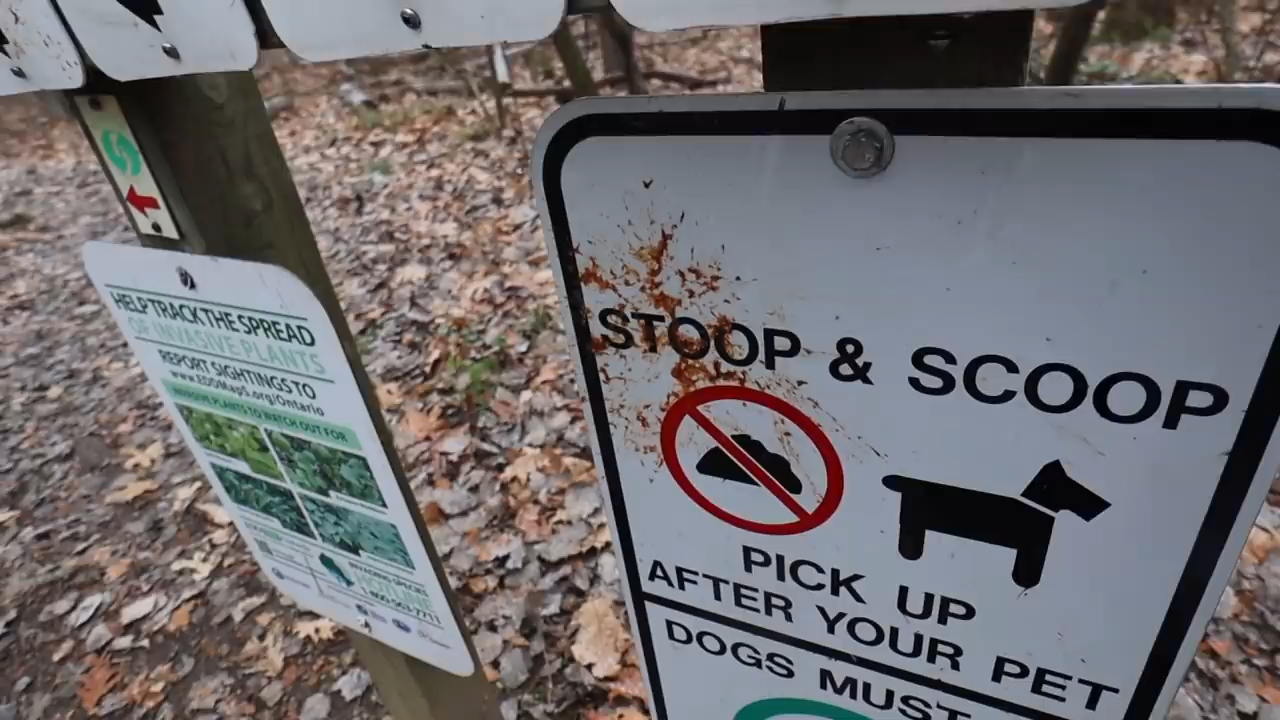 HELP TRACK THE SPREAD
OF INVASIVE PLANTS
REPORT SIGHTINGS TO
www.EDDMapS.org/Ontario
INVASIVE PLANTS TO WATCH OUT FOR
INVADING SPECIES
HOTLINE
1-800-563-7711
STOOP & SCOOP
PICK UP
AFTER YOUR PET
DOGS MUST